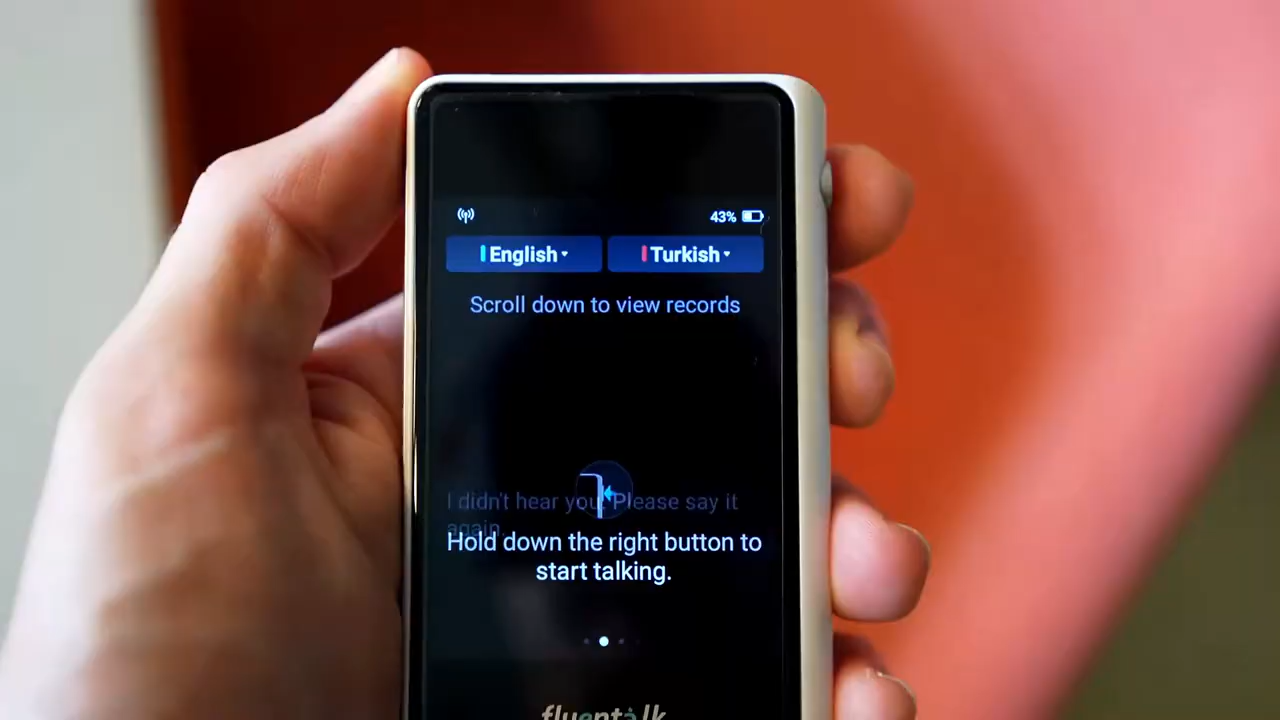 43%
English
Turkish
Scroll down to view records
I didn't hear you. Please say it
again.
Hold down the right button to
start talking.
fluentalk